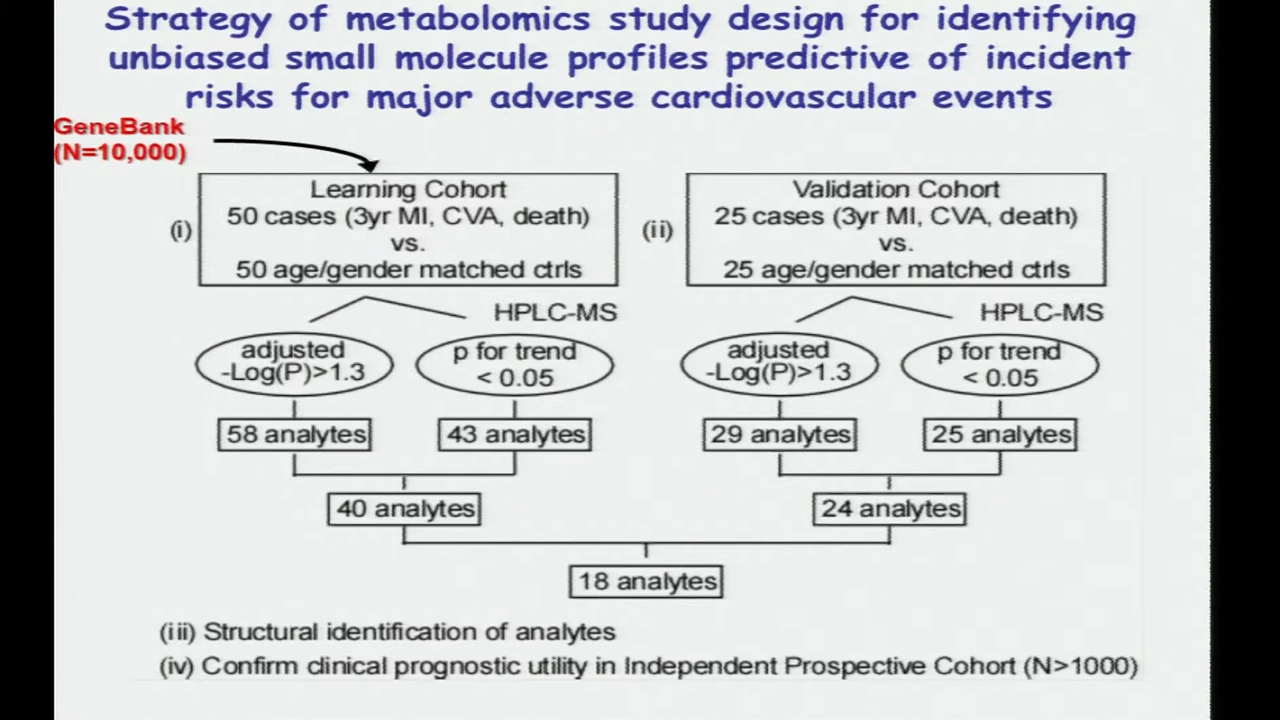 Strategy of metabolomics study design for identifying
unbiased small molecule profiles predictive of incident
risks for major adverse cardiovascular events
GeneBank
(N=10,000)
(i)
Learning Cohort
50 cases (3yr MI, CVA, death)
vs.
50 age/gender matched ctrls
(ii)
Validation Cohort
25 cases (3yr MI, CVA, death)
vs.
25 age/gender matched ctrls
HPLC-MS
HPLC-MS
adjusted
-Log(P)>1.3
p for trend
< 0.05
adjusted
-Log(P)>1.3
p for trend
< 0.05
58 analytes
43 analytes
29 analytes
25 analytes
40 analytes
24 analytes
18 analytes
(iii) Structural identification of analytes
(iv) Confirm clinical prognostic utility in Independent Prospective Cohort (N>1000)